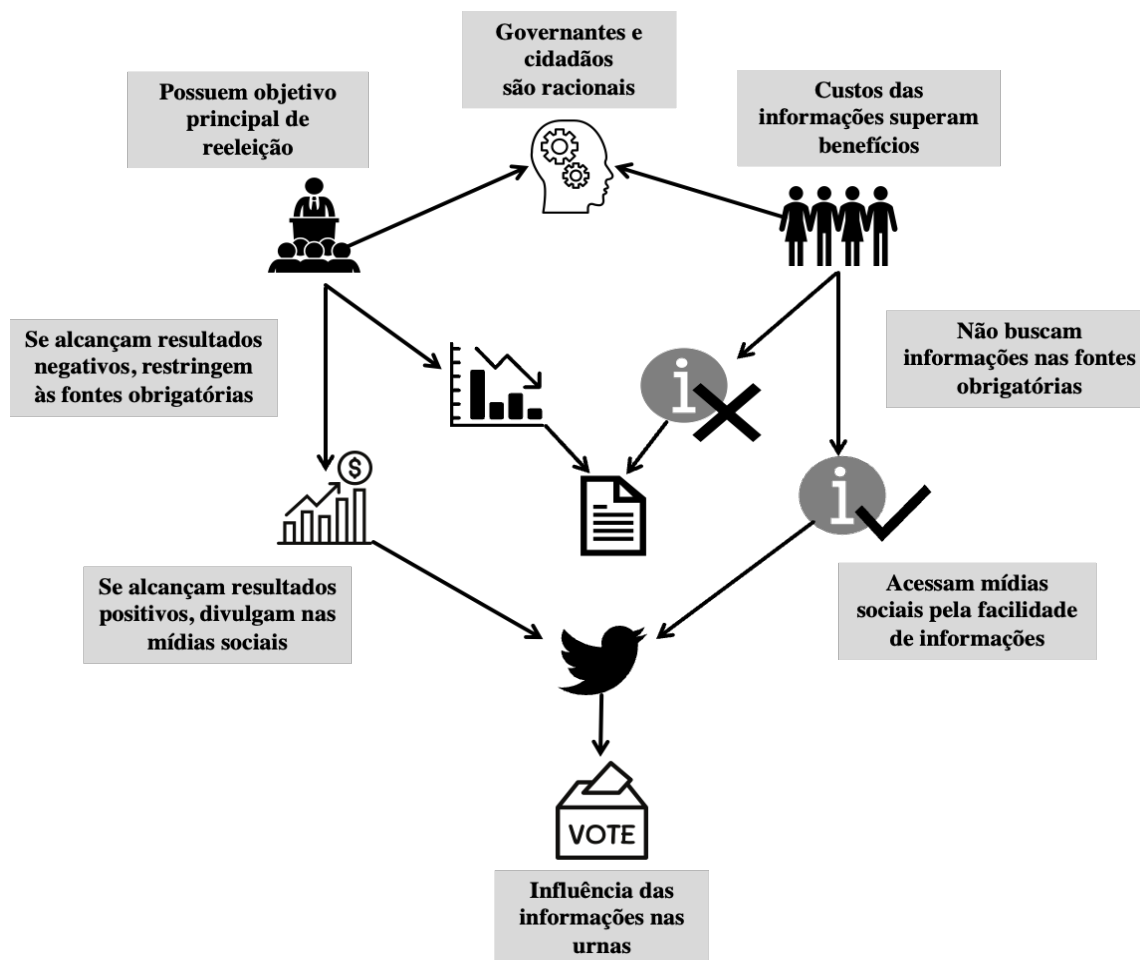 Governantes e
cidadãos
são racionais
Possuem objetivo
principal de
reeleição
Custos das
informações superam
benefícios
Se alcançam resultados
negativos, restringem
às fontes obrigatórias
Não buscam
informações nas fontes
obrigatórias
$
i
i
Se alcançam resultados
positivos, divulgam nas
mídias sociais
Acessam mídias
sociais pela facilidade
de informações
VOTE
Influência das
informações nas
urnas